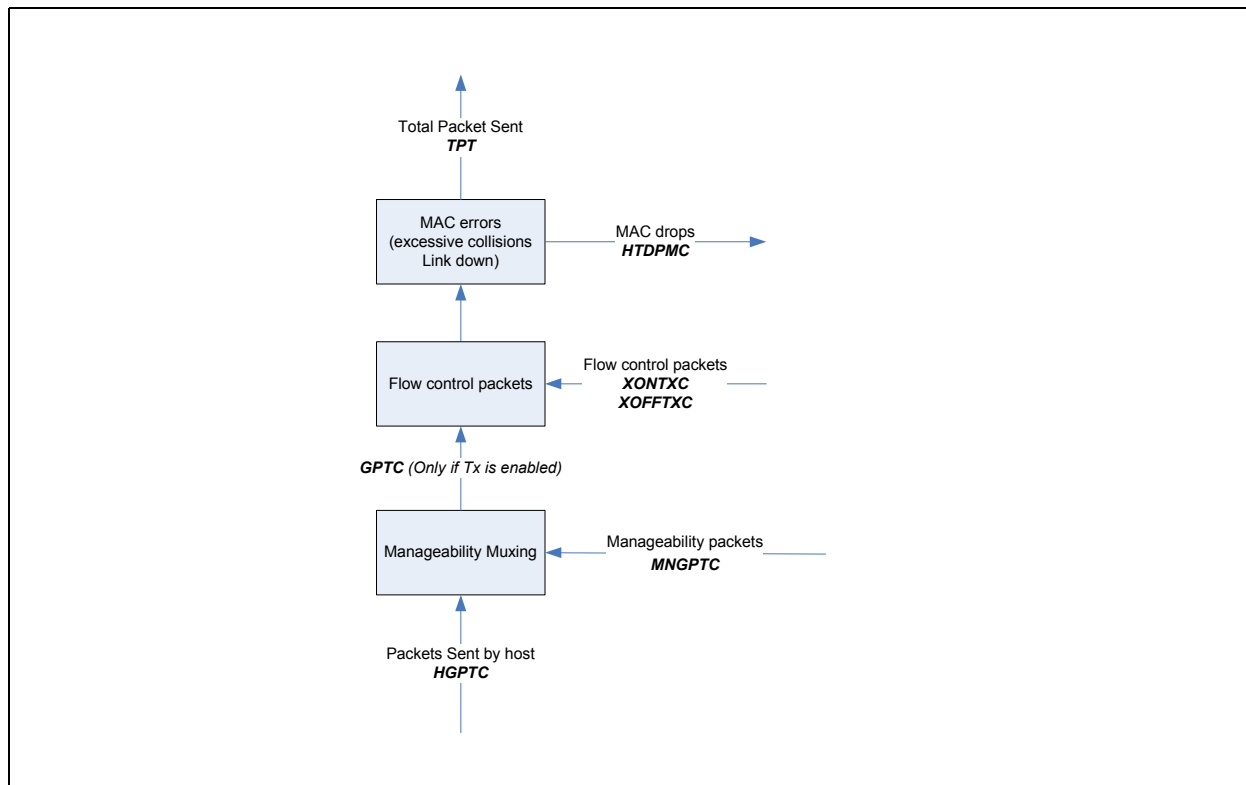 Total Packet Sent
TPT
MAC errors
(excessive collisions
Link down)
MAC drops
HTDPMC
Flow control packets
Flow control packets
XONTXC
XOFFTXC
GPTC (Only if Tx is enabled)
Manageability Muxing
Manageability packets
MNGPTC
Packets Sent by host
HGPTC